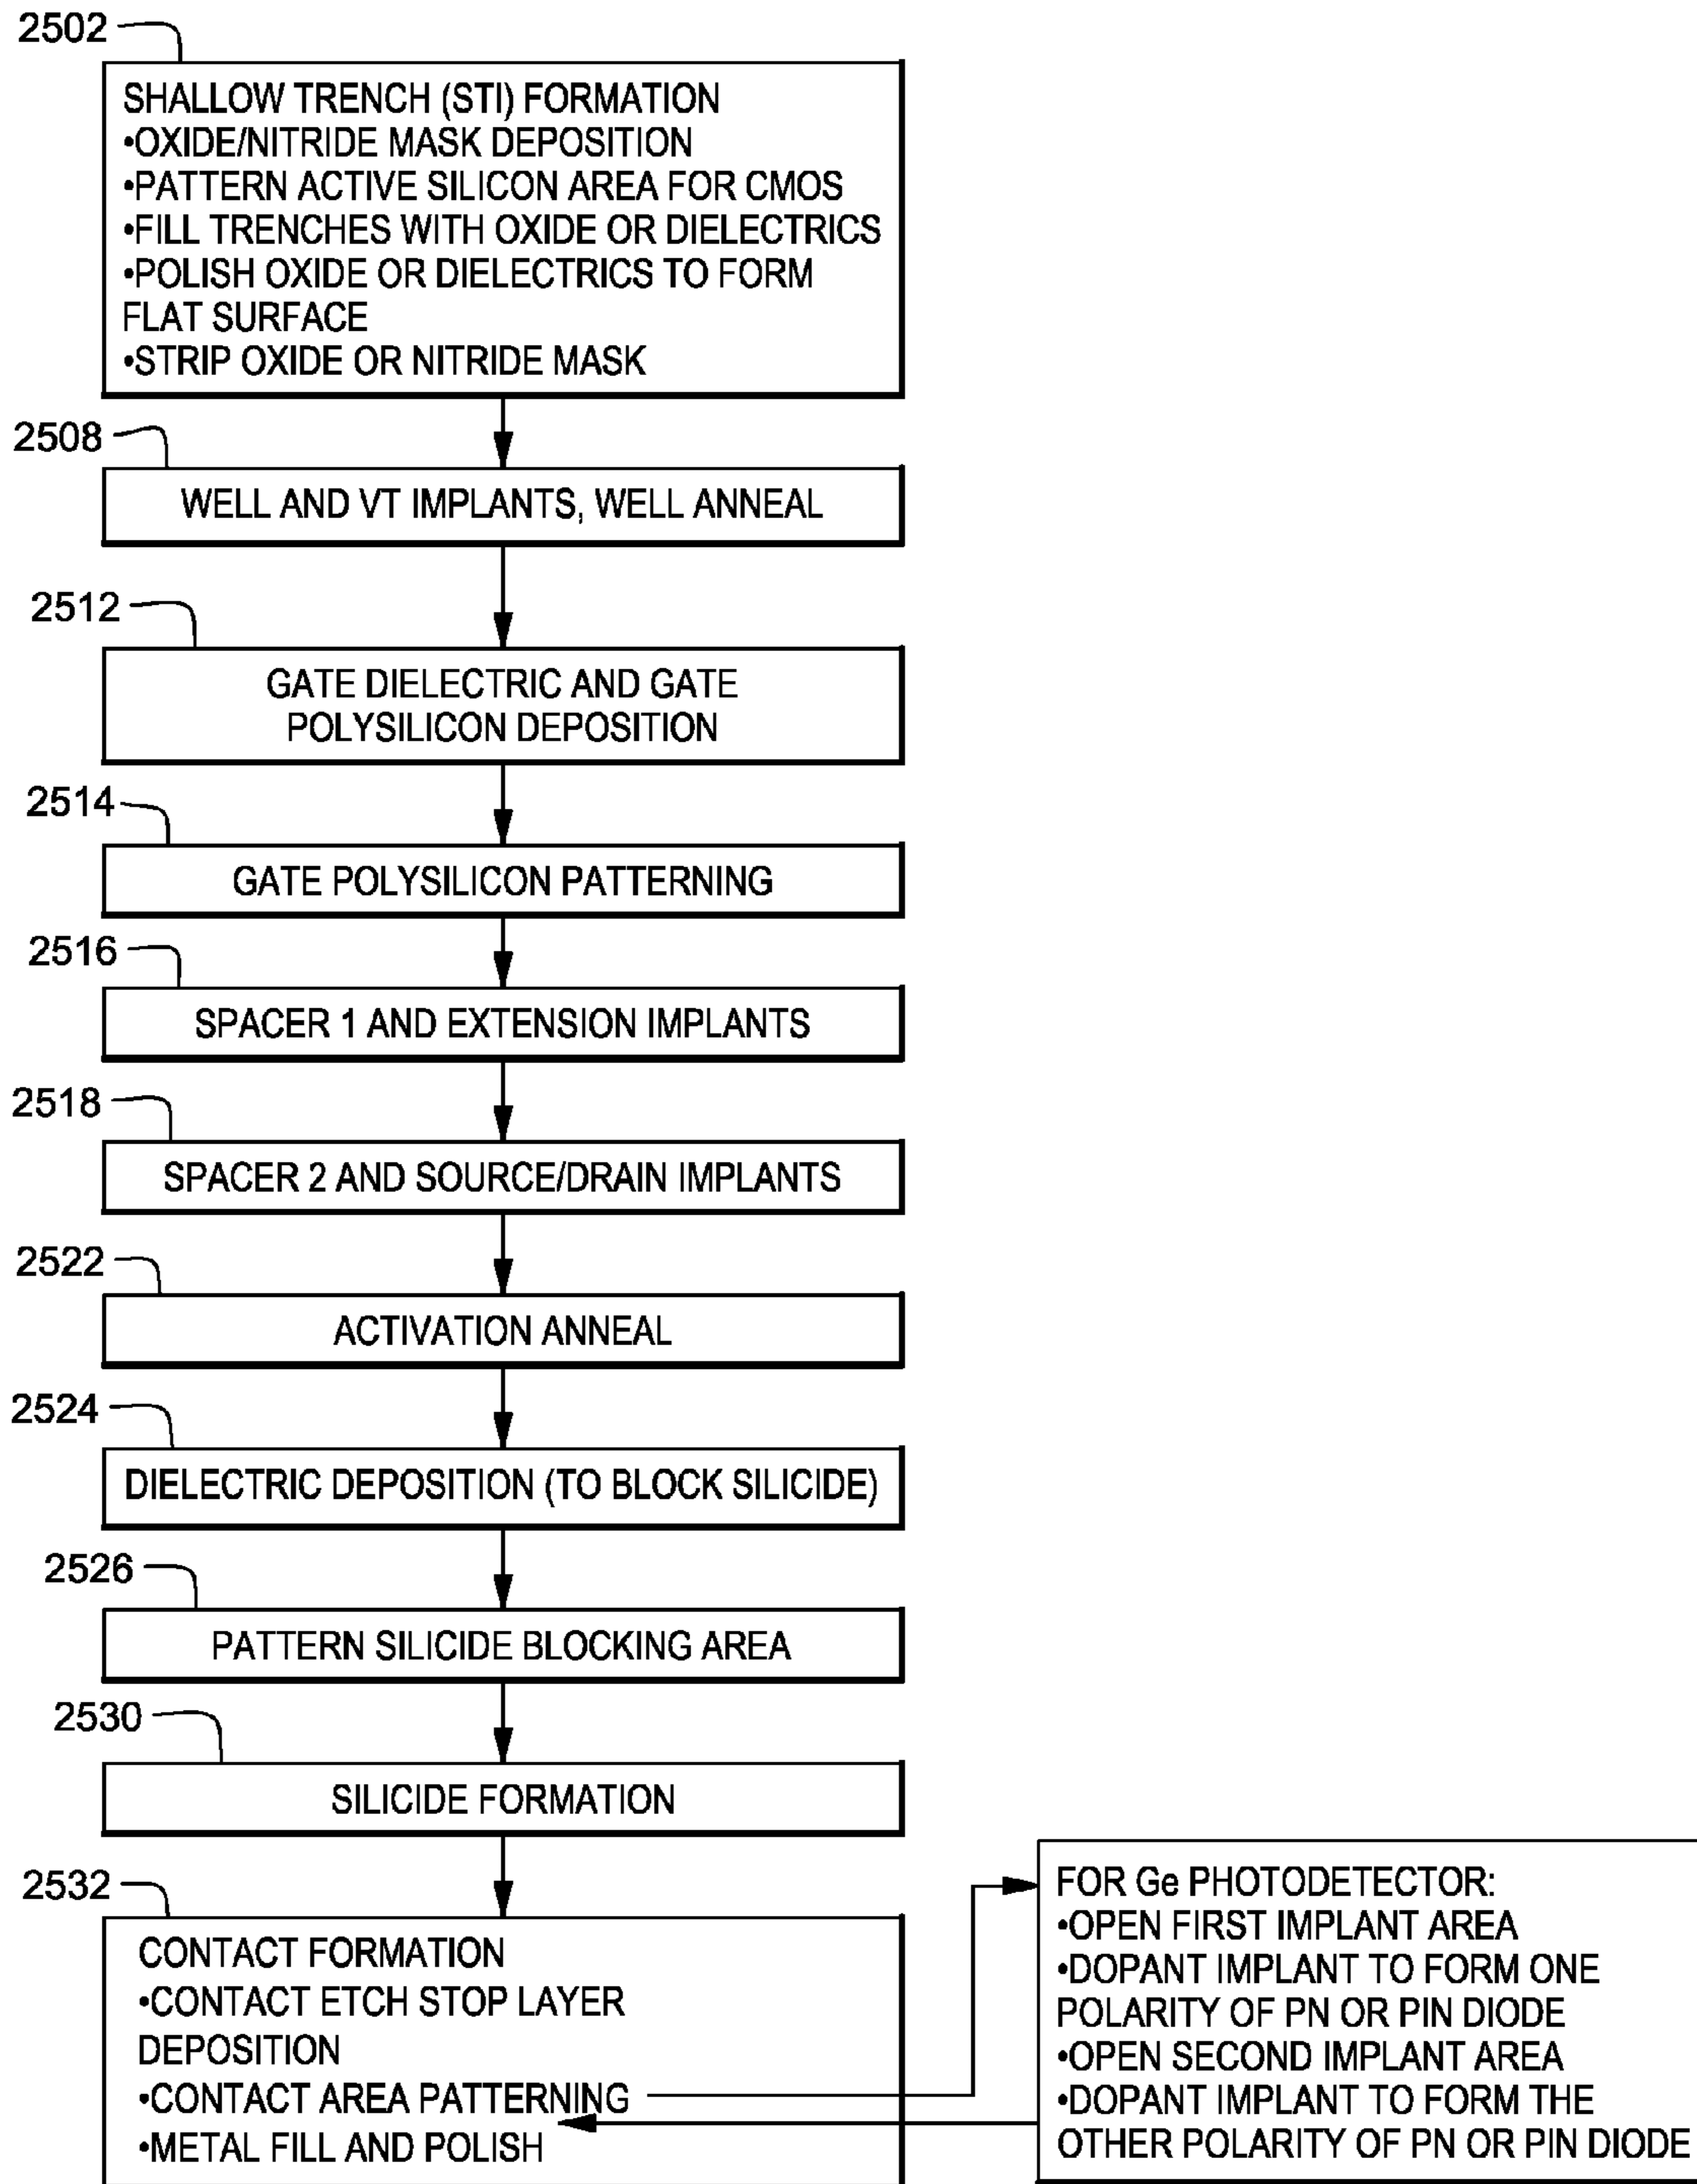 2502
SHALLOW TRENCH (STI) FORMATION
•OXIDE/NITRIDE MASK DEPOSITION
•PATTERN ACTIVE SILICON AREA FOR CMOS
•FILL TRENCHES WITH OXIDE OR DIELECTRICS
•POLISH OXIDE OR DIELECTRICS TO FORM
FLAT SURFACE
•STRIP OXIDE OR NITRIDE MASK
2508
WELL AND VT IMPLANTS, WELL ANNEAL
2512
GATE DIELECTRIC AND GATE
POLYSILICON DEPOSITION
2514
GATE POLYSILICON PATTERNING
2516
SPACER 1 AND EXTENSION IMPLANTS
2518
SPACER 2 AND SOURCE/DRAIN IMPLANTS
2522
ACTIVATION ANNEAL
2524
DIELECTRIC DEPOSITION (TO BLOCK SILICIDE)
2526
PATTERN SILICIDE BLOCKING AREA
2530
SILICIDE FORMATION
2532
CONTACT FORMATION
•CONTACT ETCH STOP LAYER
DEPOSITION
•CONTACT AREA PATTERNING
•METAL FILL AND POLISH
FOR Ge PHOTODETECTOR:
•OPEN FIRST IMPLANT AREA
•DOPANT IMPLANT TO FORM ONE
POLARITY OF PN OR PIN DIODE
•OPEN SECOND IMPLANT AREA
•DOPANT IMPLANT TO FORM THE
OTHER POLARITY OF PN OR PIN DIODE